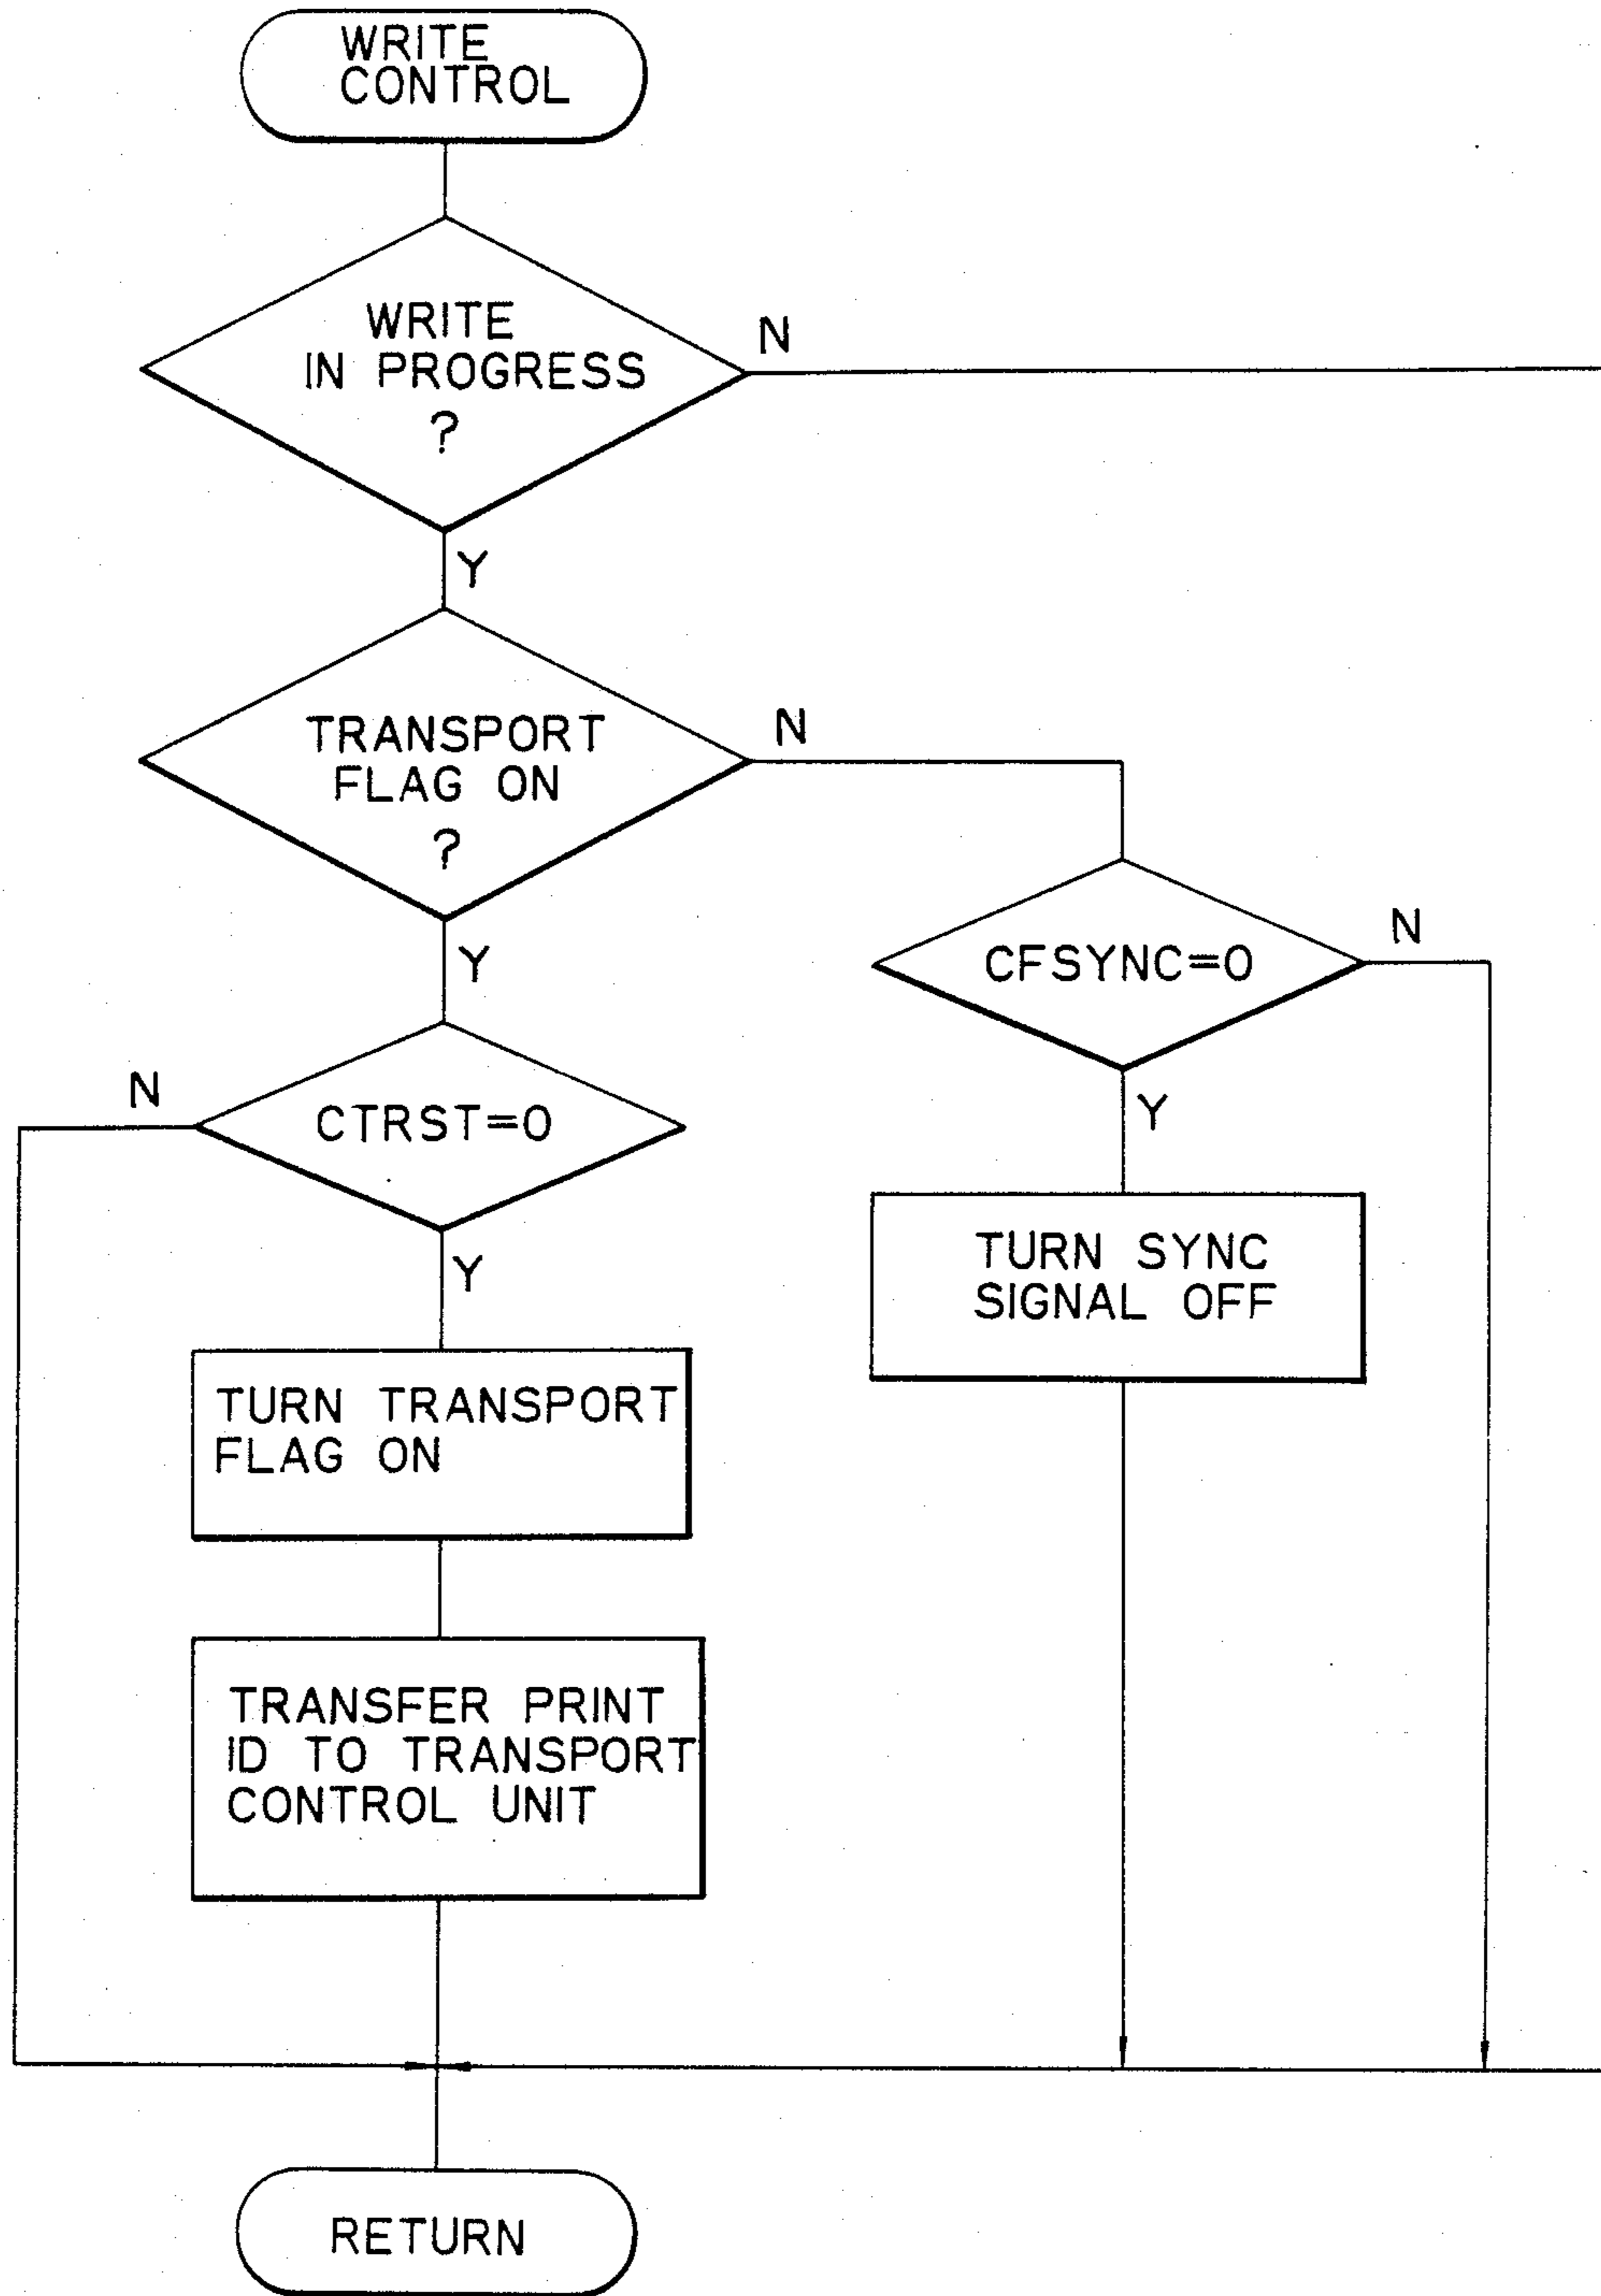 WRITE
CONTROL
WRITE
IN PROGRESS
?
N
Y
TRANSPORT
FLAG ON
?
N
Y
CFSYNC=0
N
Y
CTRST=0
N
Y
TURN SYNC
SIGNAL OFF
TURN TRANSPORT
FLAG ON
TRANSFER PRINT
ID TO TRANSPORT
CONTROL UNIT
RETURN